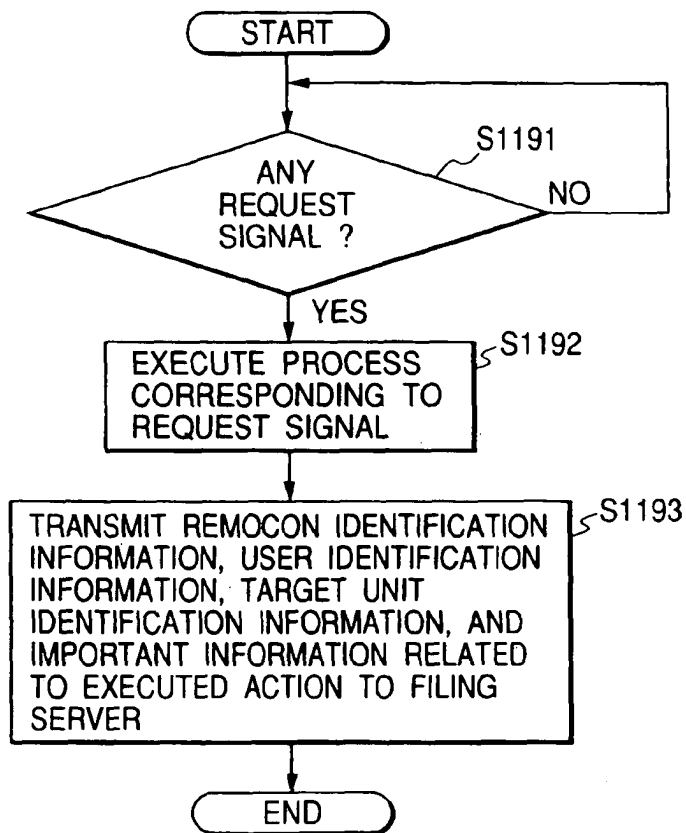 START
S1191
ANY
REQUEST
SIGNAL ?
NO
YES
S1192
EXECUTE PROCESS
CORRESPONDING TO
REQUEST SIGNAL
S1193
TRANSMIT REMOCON IDENTIFICATION
INFORMATION, USER IDENTIFICATION
INFORMATION, TARGET UNIT
IDENTIFICATION INFORMATION, AND
IMPORTANT INFORMATION RELATED
TO EXECUTED ACTION TO FILING
SERVER
END